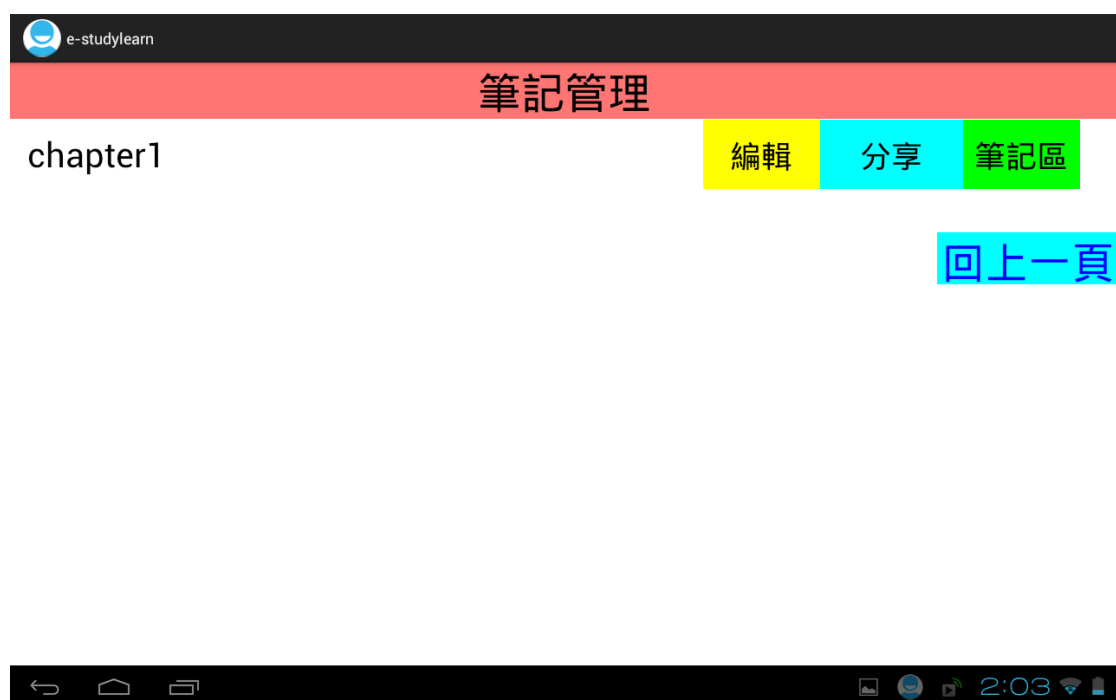 e-studylearn
筆記管理
chapter1 編輯 分享 筆記區
回上一頁
2:03